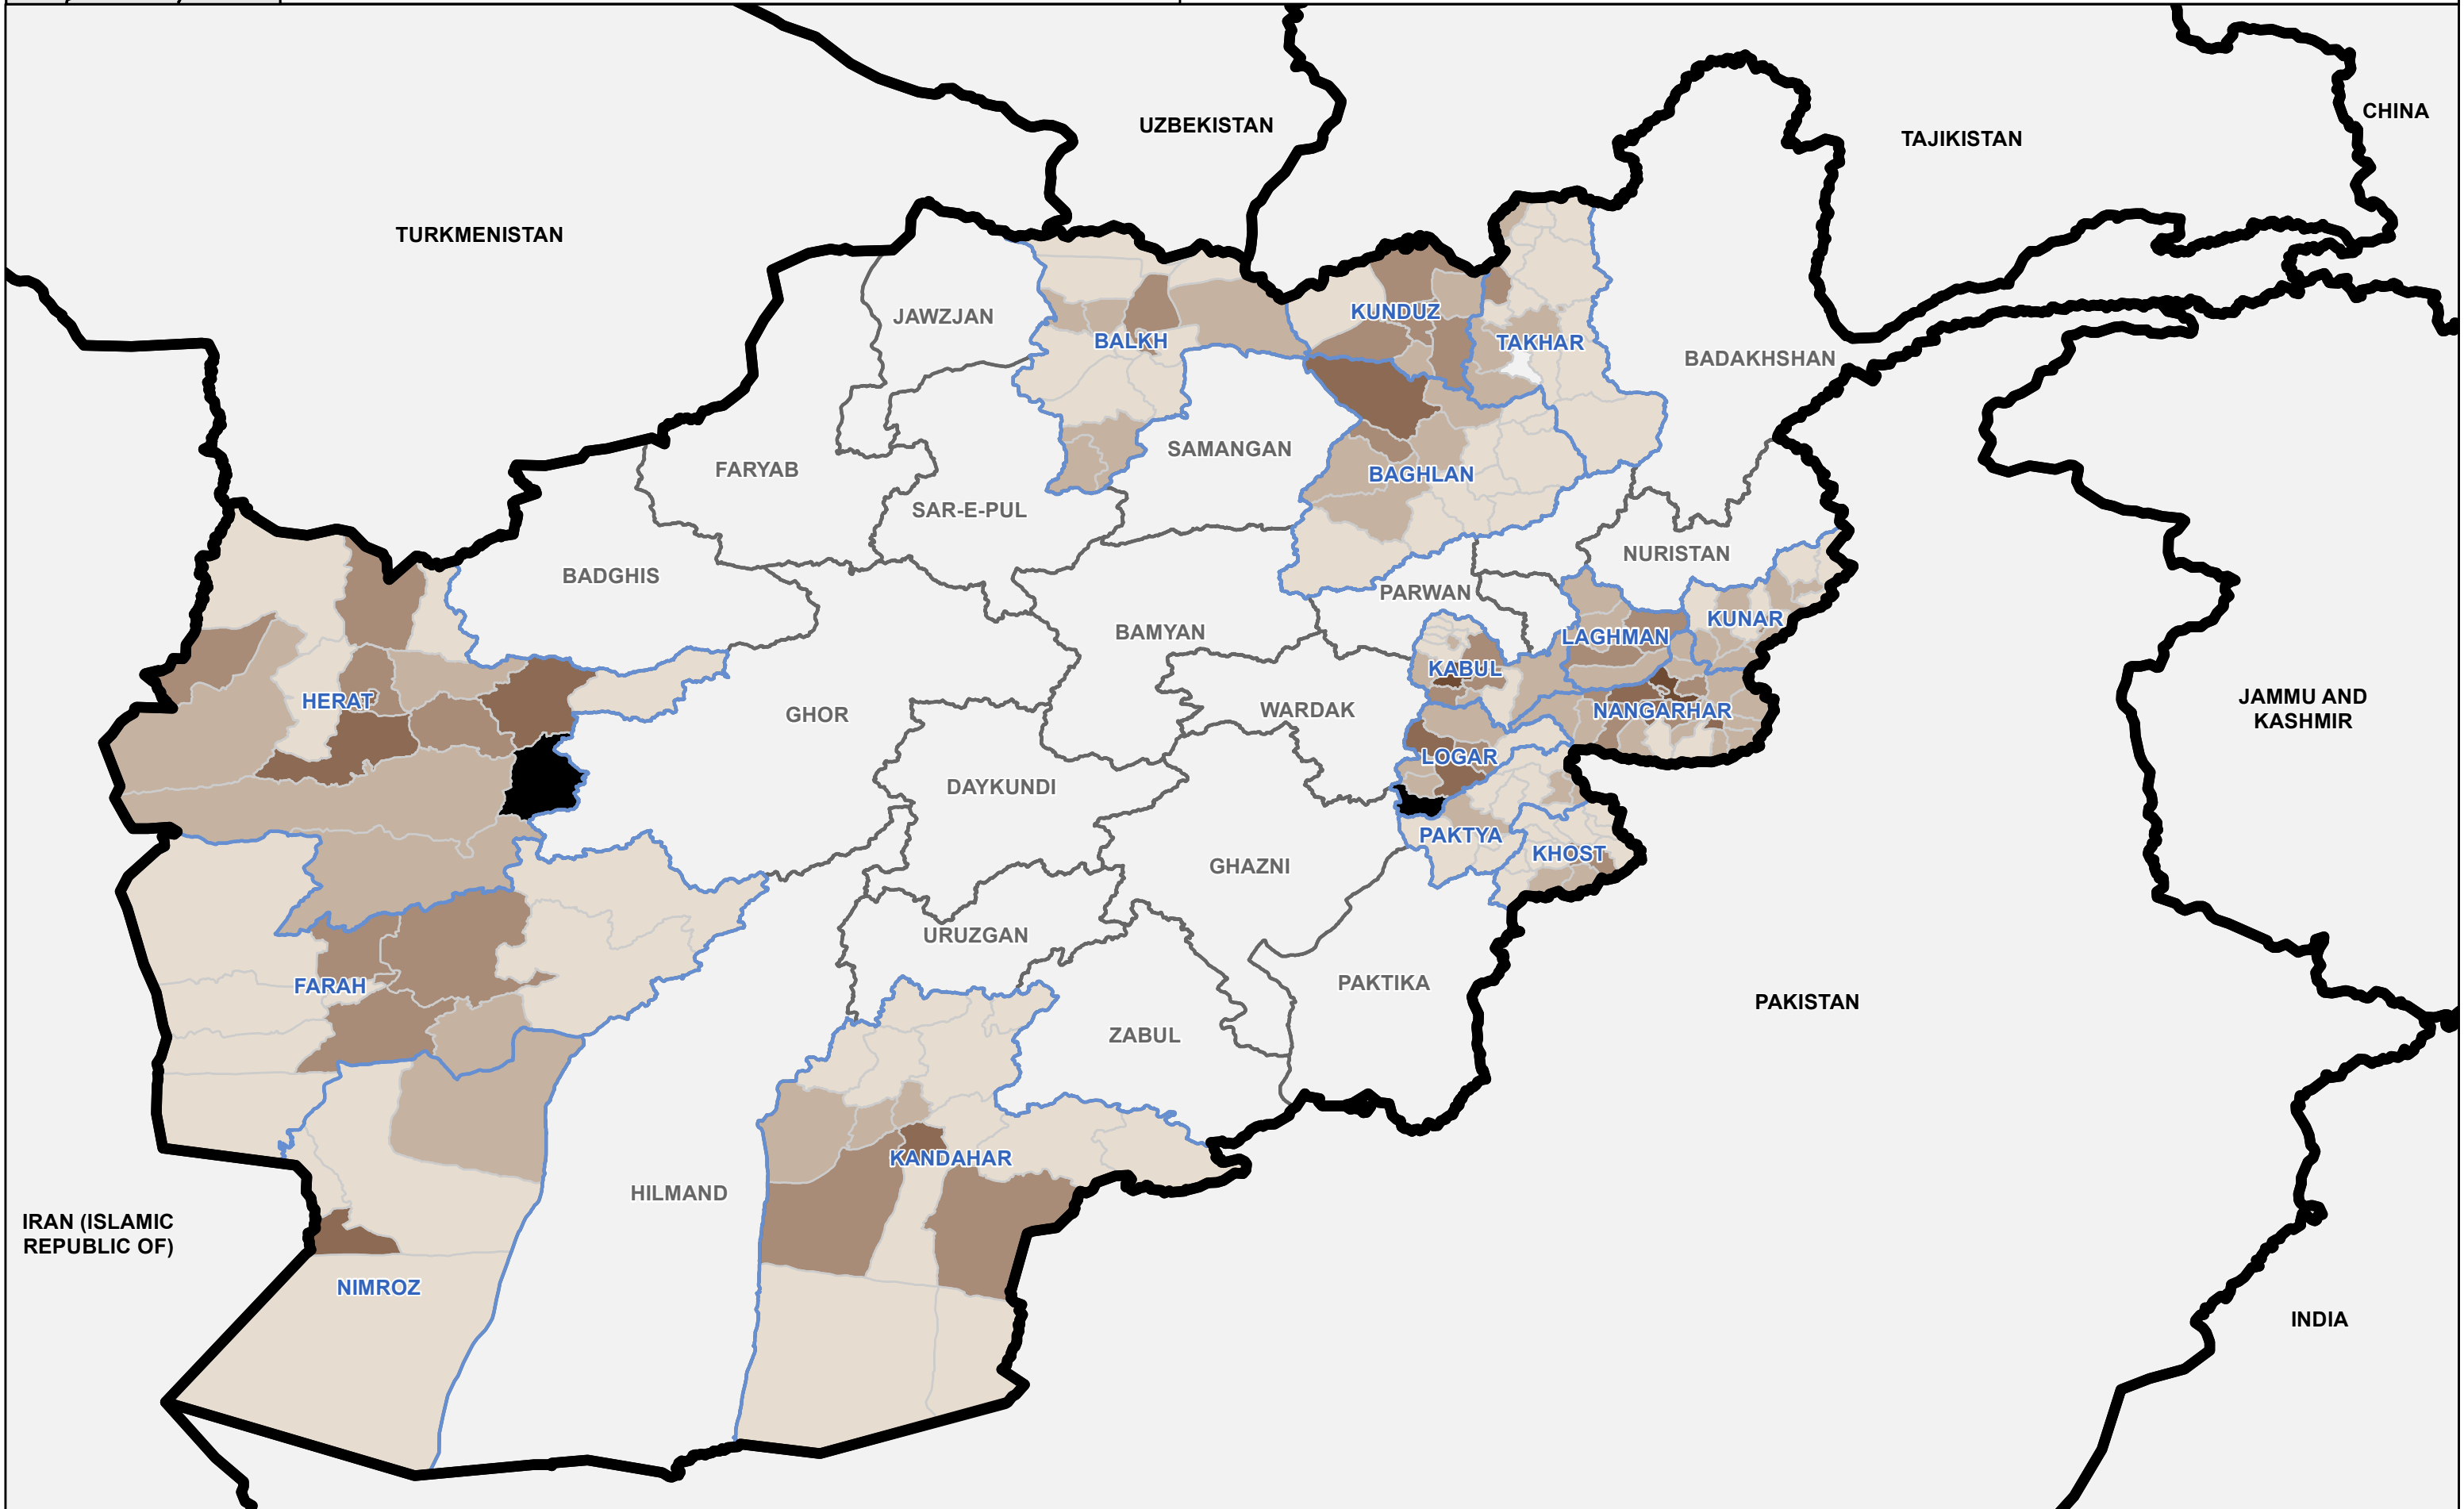 CHINA
UZBEKISTAN
TAJIKISTAN
TURKMENISTAN
JAWZJAN
KUNDUZ
BALKH
TAKHAR
BADAKHSHAN
SAMANGAN
FARYAB
BAGHLAN
SAR-E-PUL
NURISTAN
BADGHIS
PARWAN
KUNAR
BAMYAN
LAGHMAN
KABUL
HERAT
JAMMU AND
KASHMIR
GHOR
WARDAK
NANGARHAR
LOGAR
DAYKUNDI
PAKTYA
KHOST
GHAZNI
URUZGAN
FARAH
PAKTIKA
PAKISTAN
ZABUL
KANDAHAR
HILMAND
IRAN (ISLAMIC
REPUBLIC OF)
NIMROZ
INDIA